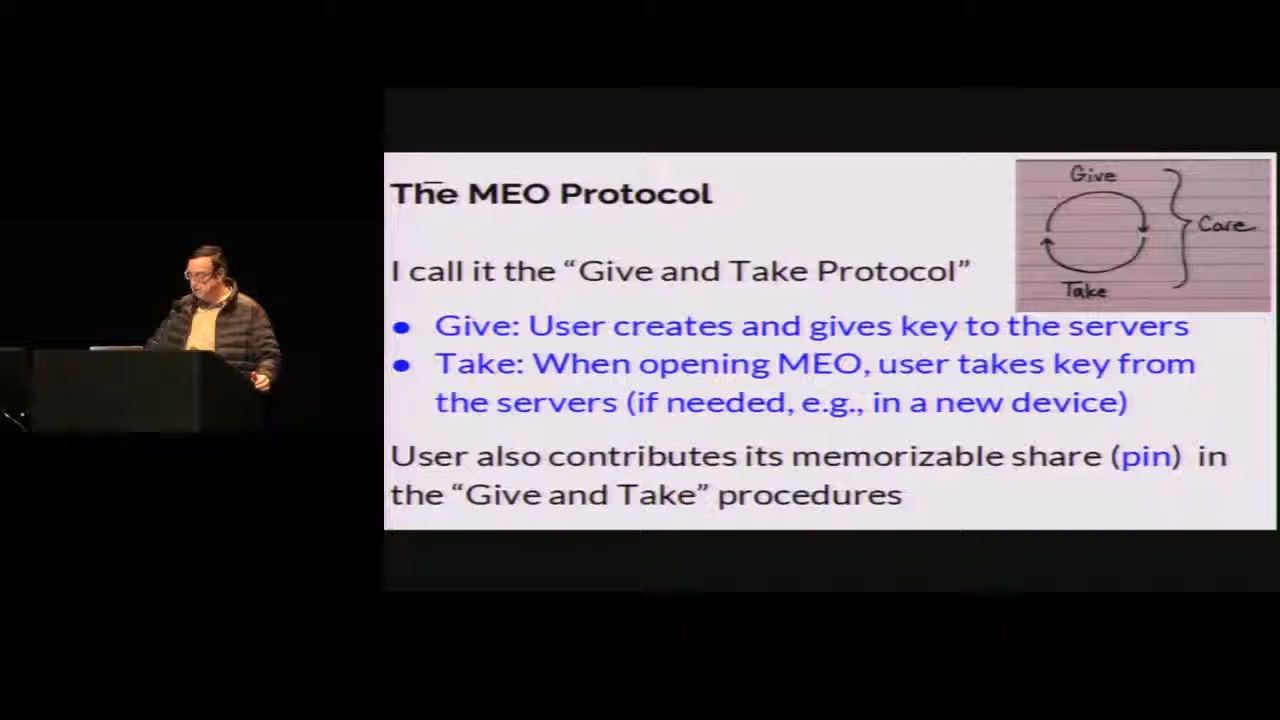 The MEO Protocol
Give
Care
Take
I call it the “Give and Take Protocol”
● Give: User creates and gives key to the servers
● Take: When opening MEO, user takes key from
the servers (if needed, e.g., in a new device)
User also contributes its memorizable share (pin) in
the “Give and Take” procedures